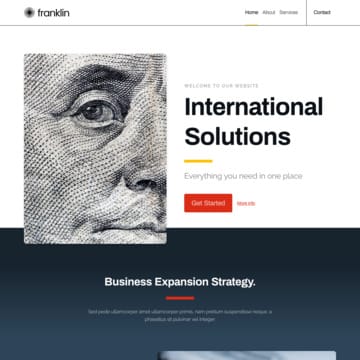 franklin
Home About Services Contact
WELCOME TO OUR WEBSITE
International
Solutions
Everything you need in one place
Get Started More info
Business Expansion Strategy.
Sed pede ullamcorper amet ullamcorper primis, nam pretium suspendisse neque, a
phasellus sit pulvinar vel integer.